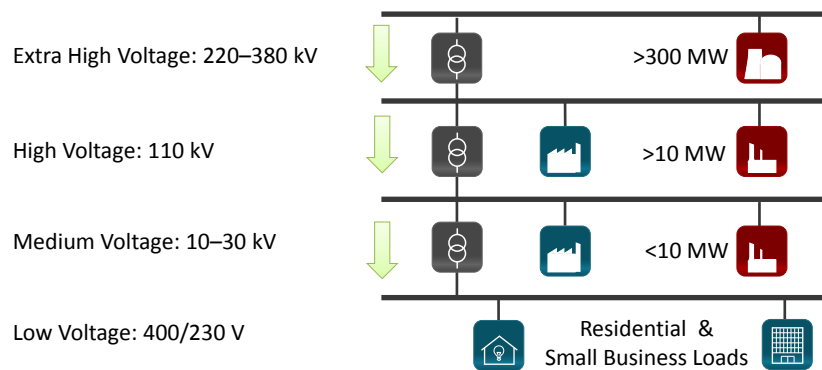 Extra High Voltage: 220–380 kV
>300 MW
High Voltage: 110 kV
>10 MW
Medium Voltage: 10–30 kV
<10 MW
Low Voltage: 400/230 V
Residential &
Small Business Loads